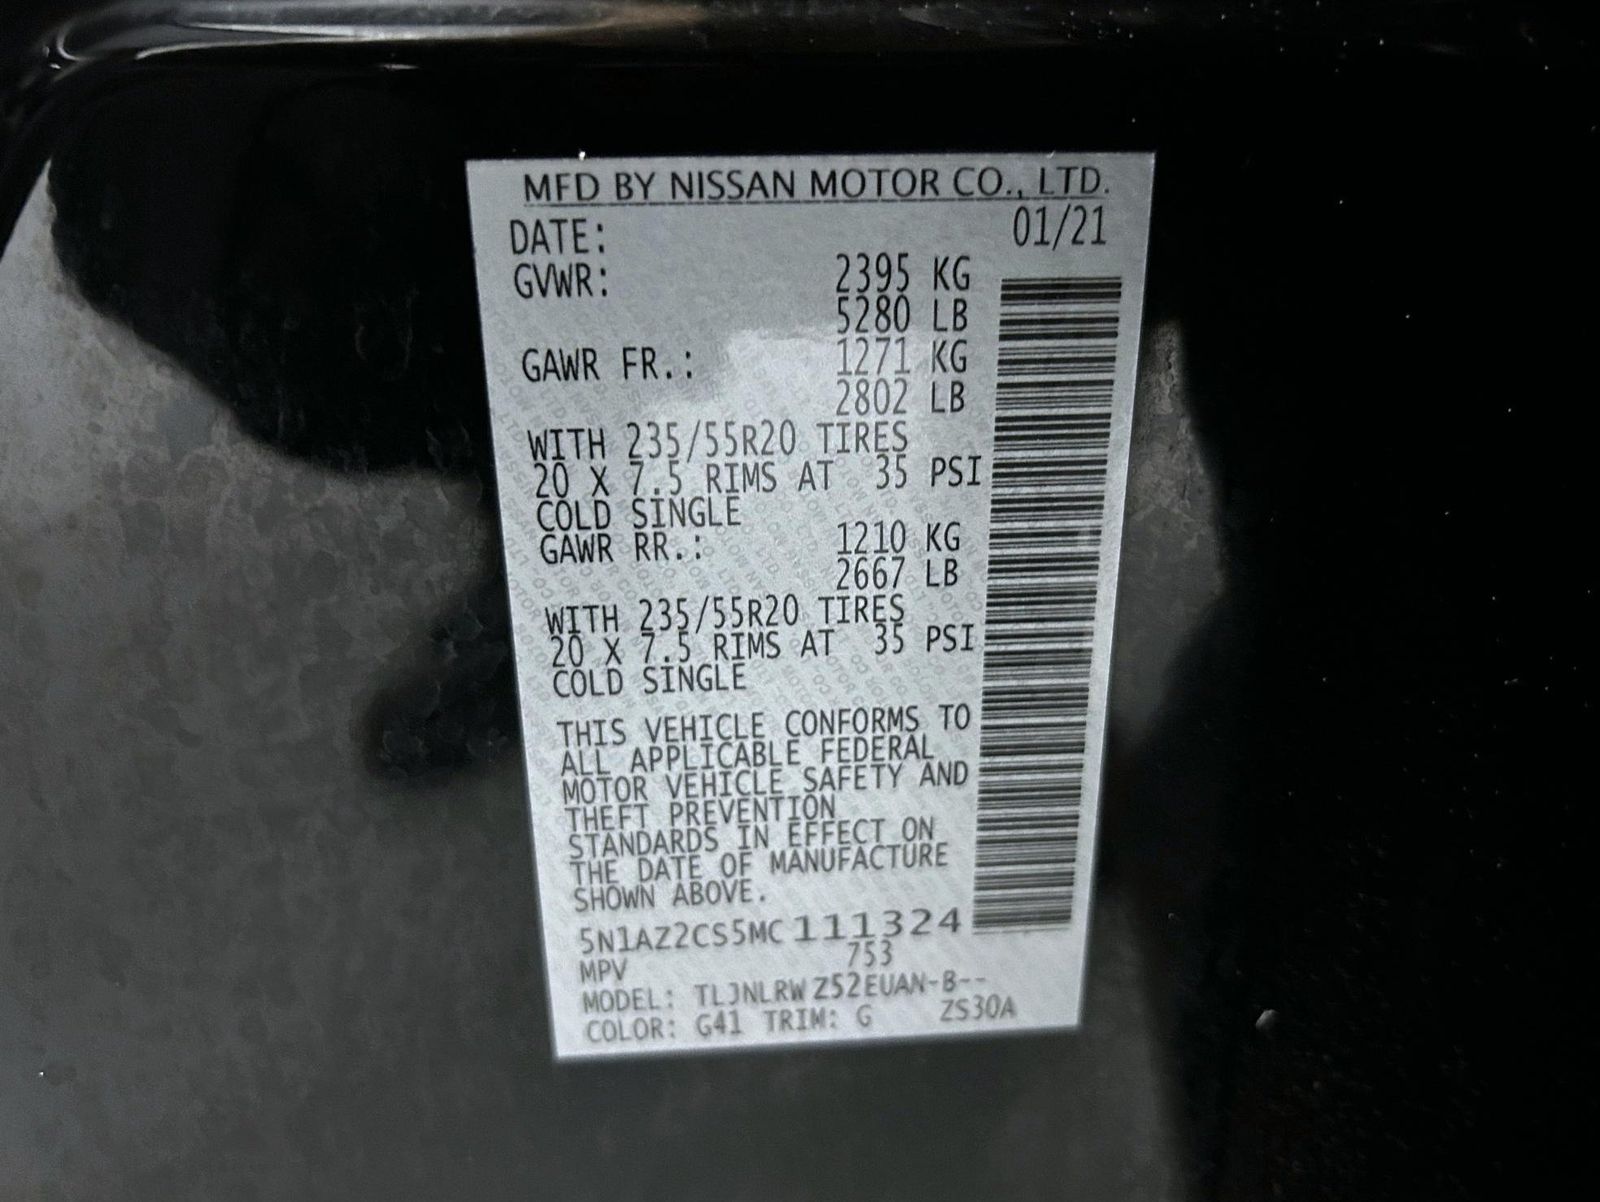 MFD BY NISSAN MOTOR CO., LTD.
DATE: 01/21
GVWR: 2395 KG
5280 LB
GAWR FR.: 1271 KG
2802 LB
WITH 235/55R20 TIRES
20 X 7.5 RIMS AT 35 PSI
COLD SINGLE
GAWR RR.: 1210 KG
2667 LB
WITH 235/55R20 TIRES
20 X 7.5 RIMS AT 35 PSI
COLD SINGLE
THIS VEHICLE CONFORMS TO
ALL APPLICABLE FEDERAL
MOTOR VEHICLE SAFETY AND
THEFT PREVENTION
STANDARDS IN EFFECT ON
THE DATE OF MANUFACTURE
SHOWN ABOVE.
5N1AZ2CS5MC111324
MPV 753
MODEL: TLJNLRW Z52EUAN-B--
COLOR: G41 TRIM: G ZS30A